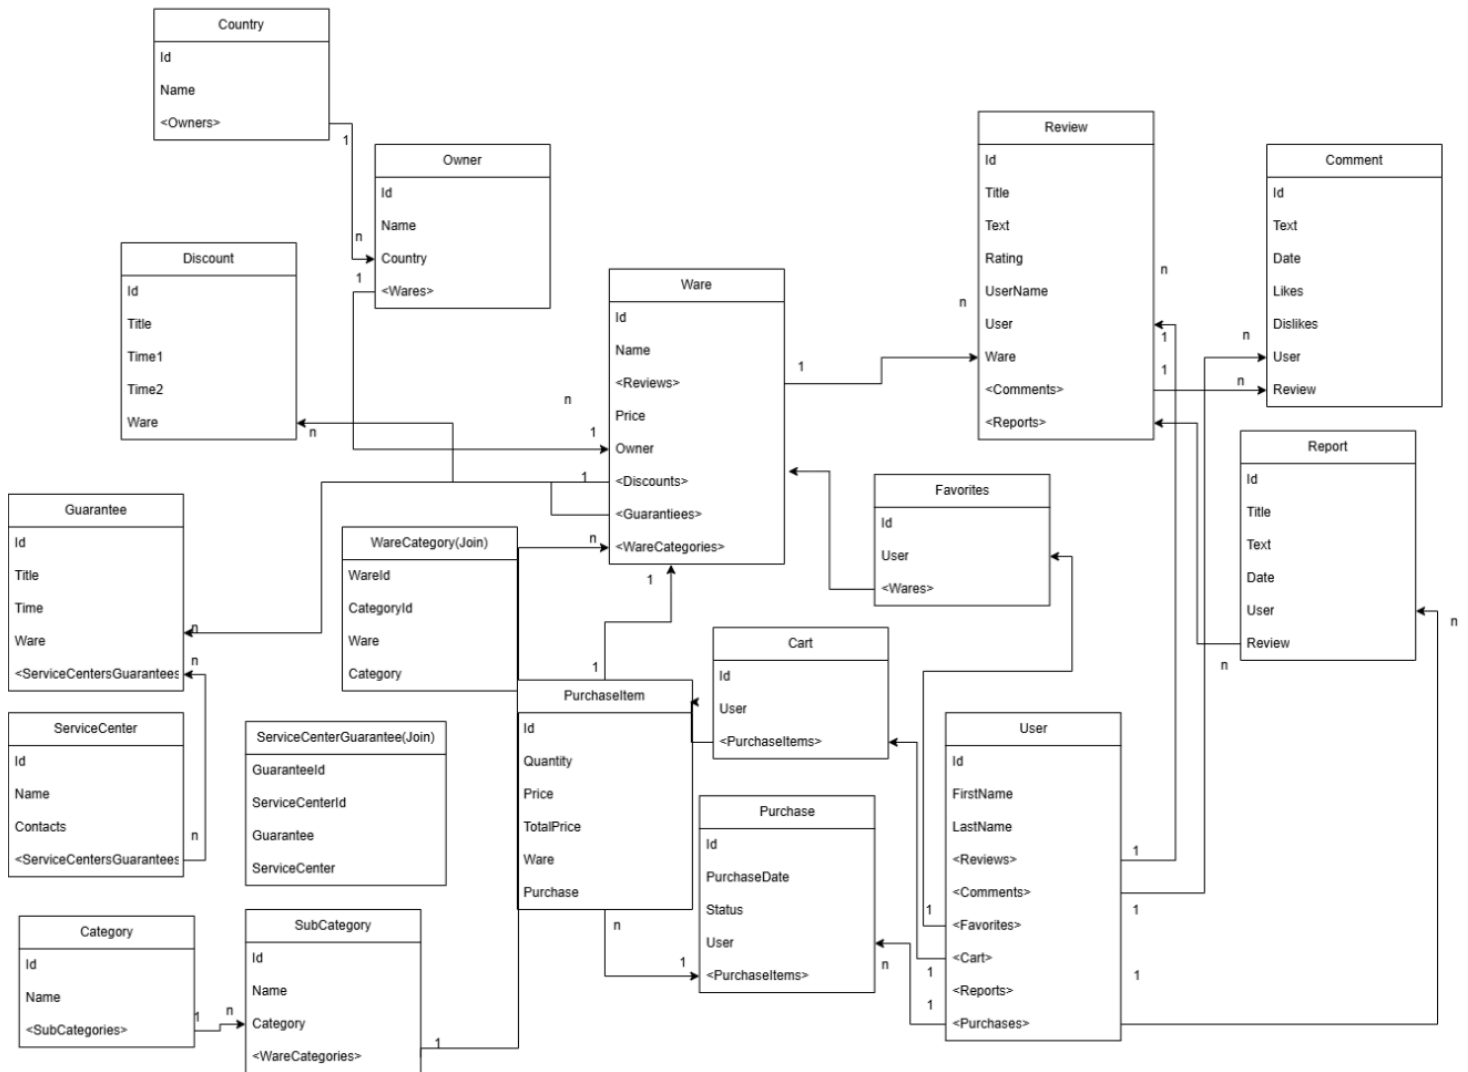 Country
Id
Name
<Owners>
1
n
Owner
Id
Name
Country
<Wares>
1
Discount
Id
Title
Time1
Time2
Ware
n
Ware
Id
Name
<Reviews>
Price
Owner
<Discounts>
<Guarantiees>
<WareCategories>
n
1
1
n
1
1
Review
Id
Title
Text
Rating
UserName
User
Ware
<Comments>
<Reports>
n
n
1
1
Comment
Id
Text
Date
Likes
Dislikes
User
Review
n
n
Report
Id
Title
Text
Date
User
Review
n
n
Favorites
Id
User
<Wares>
Guarantee
Id
Title
Time
Ware
<ServiceCentersGuarantees
n
n
WareCategory(Join)
WareId
CategoryId
Ware
Category
ServiceCenter
Id
Name
Contacts
<ServiceCentersGuarantees
n
ServiceCenterGuarantee(Join)
GuaranteeId
ServiceCenterId
Guarantee
ServiceCenter
PurchaseItem
Id
Quantity
Price
TotalPrice
Ware
Purchase
1
n
Cart
Id
User
<PurchaseItems>
Purchase
Id
PurchaseDate
Status
User
<PurchaseItems>
1
n
User
Id
FirstName
LastName
<Reviews>
<Comments>
<Favorites>
<Cart>
<Reports>
<Purchases>
1
1
1
1
1
1
Category
Id
Name
<SubCategories>
1
n
SubCategory
Id
Name
Category
<WareCategories>
1